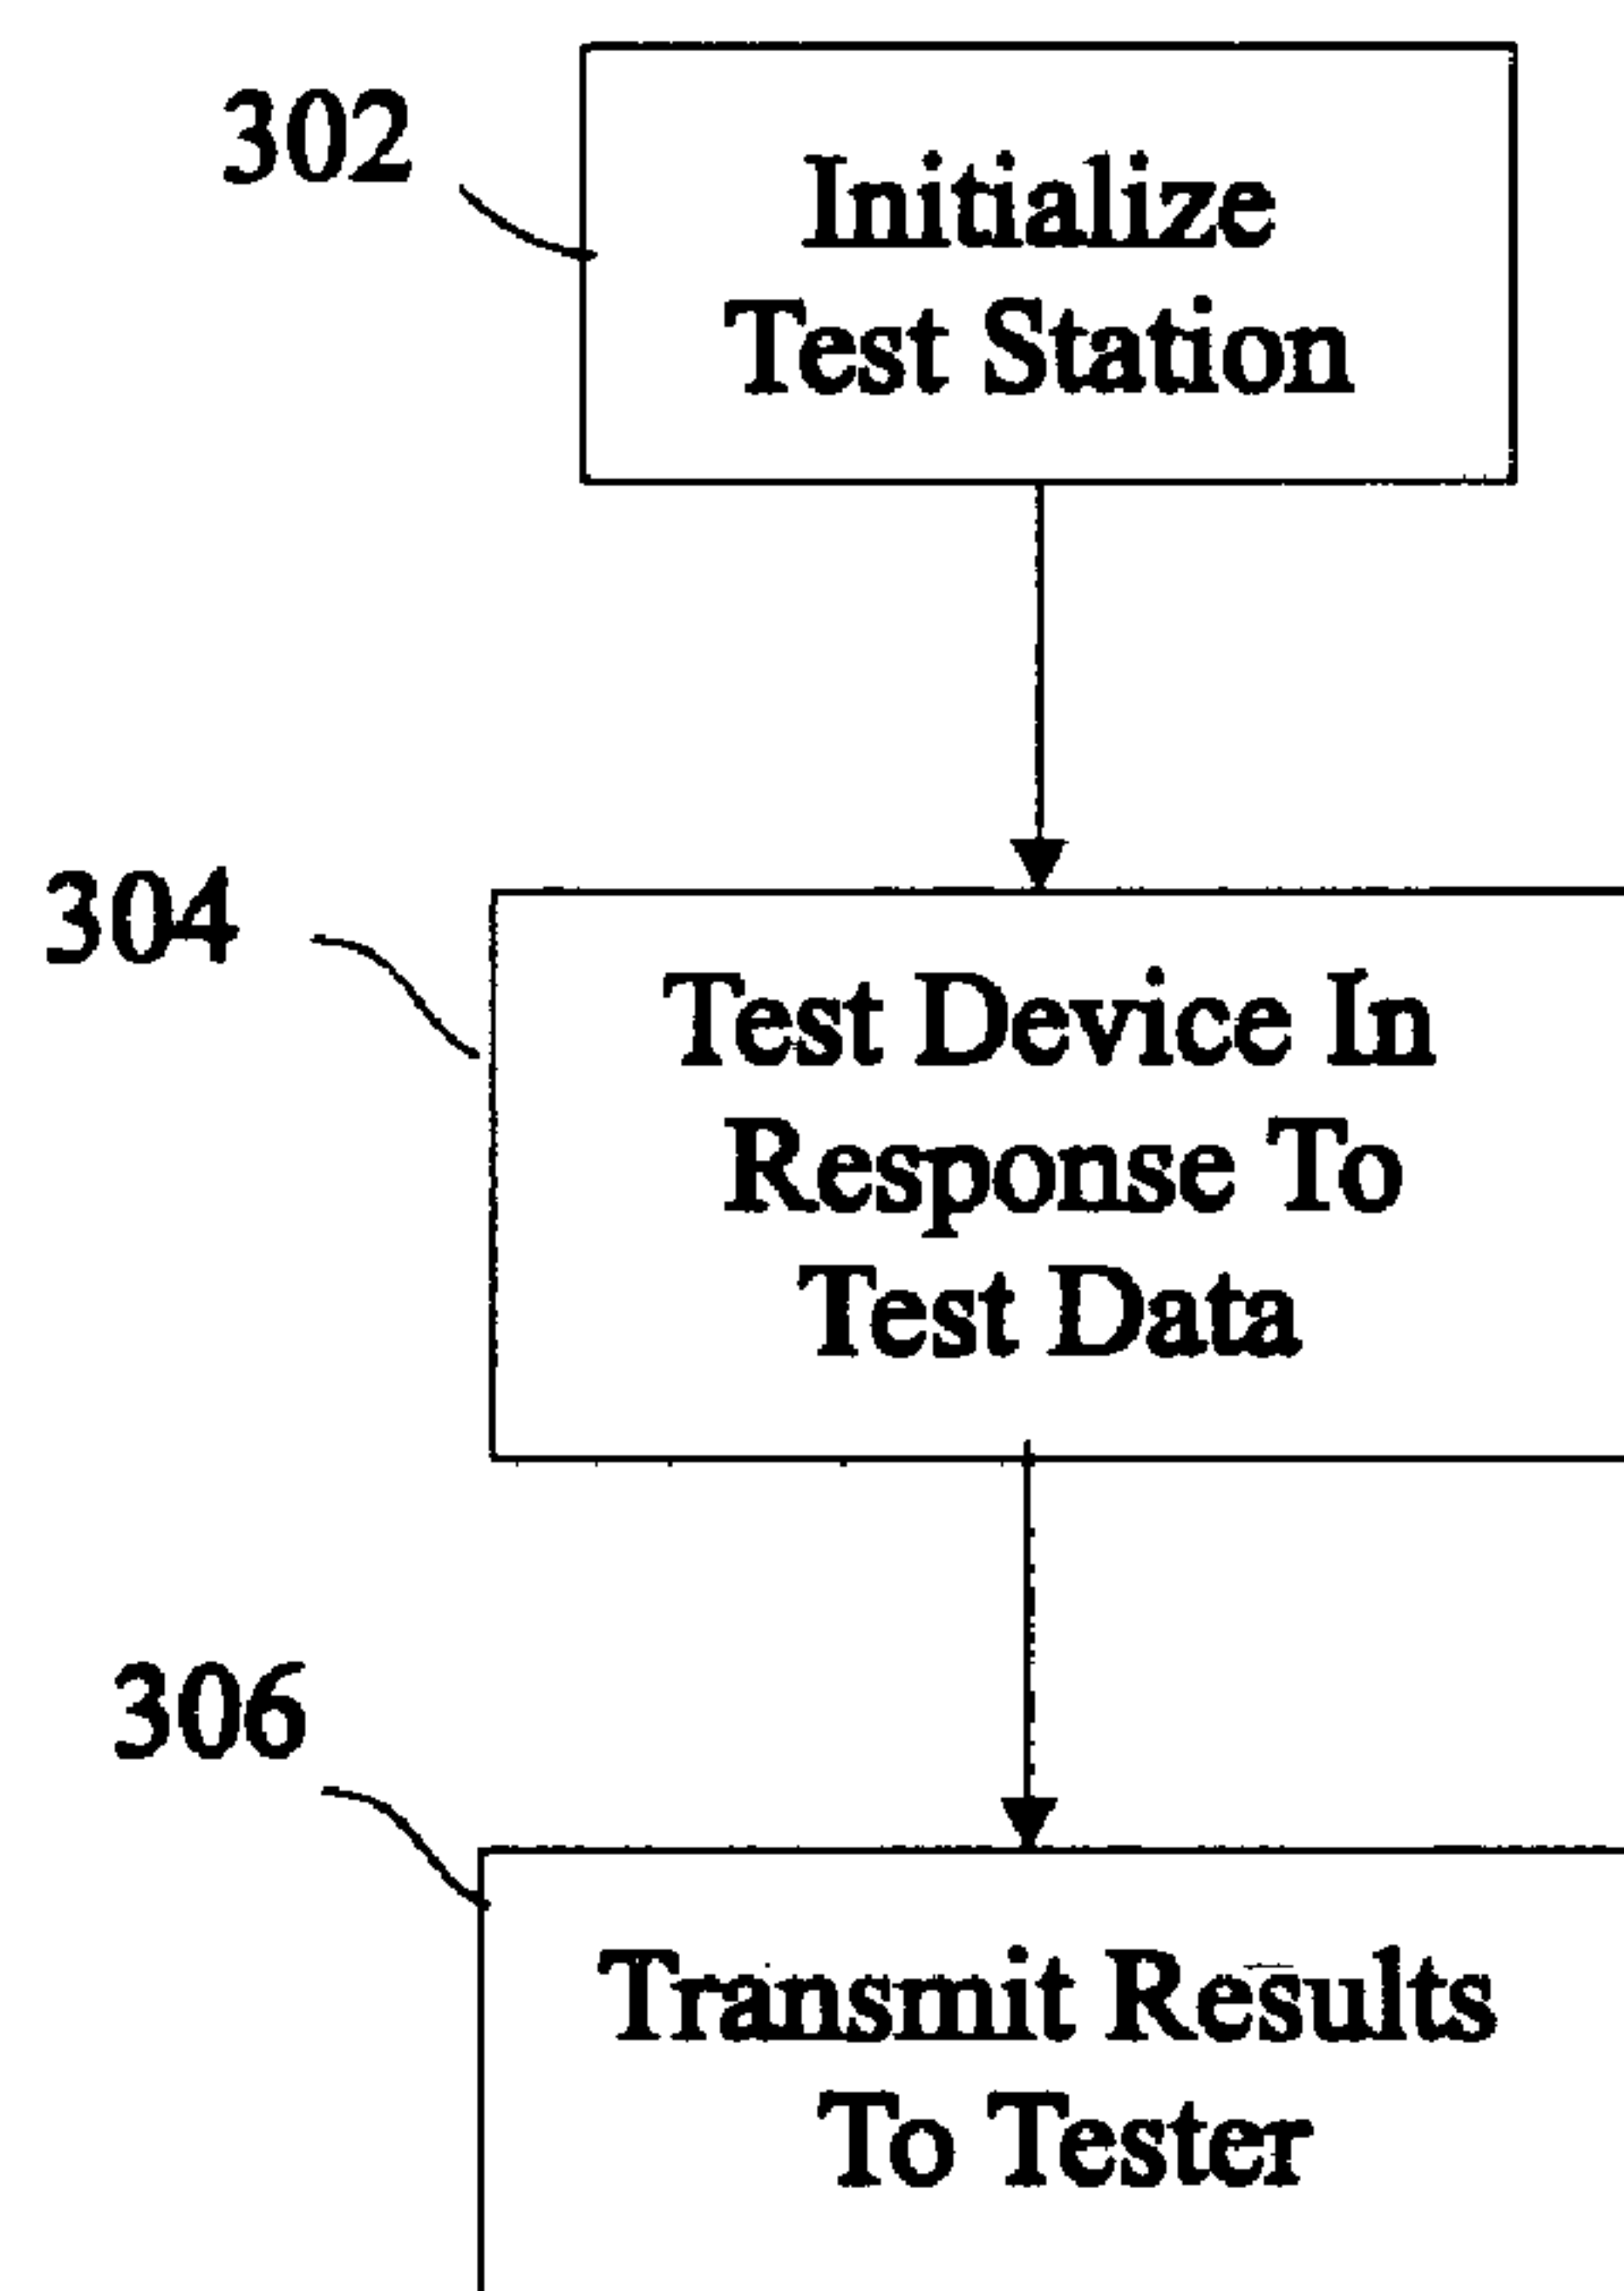 302
Initialize
Test Station
304
Test Device In
Response To
Test Data
306
Transmit Results
To Tester